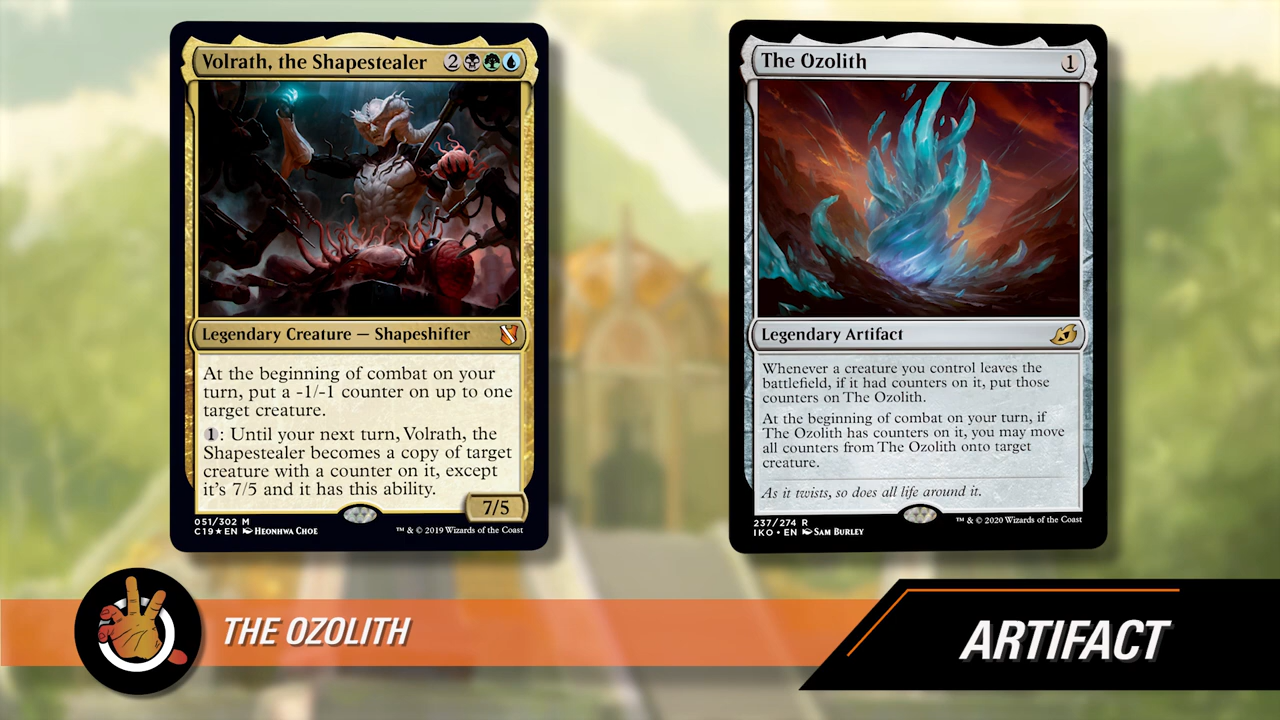 Volrath, the Shapestealer 2
Legendary Creature — Shapeshifter
At the beginning of combat on your
turn, put a -1/-1 counter on up to one
target creature.
1: Until your next turn, Volrath, the
Shapestealer becomes a copy of target
creature with a counter on it, except
it's 7/5 and it has this ability.
7/5
051/302 M
C19 ★ EN HEONHWA CHOE
™ & © 2019 Wizards of the Coast
The Ozolith 1
Legendary Artifact
Whenever a creature you control leaves the
battlefield, if it had counters on it, put those
counters on The Ozolith.
At the beginning of combat on your turn, if
The Ozolith has counters on it, you may move
all counters from The Ozolith onto target
creature.
As it twists, so does all life around it.
237/274 R
IKO • EN SAM BURLEY
™ & © 2020 Wizards of the Coast
THE OZOLITH
ARTIFACT